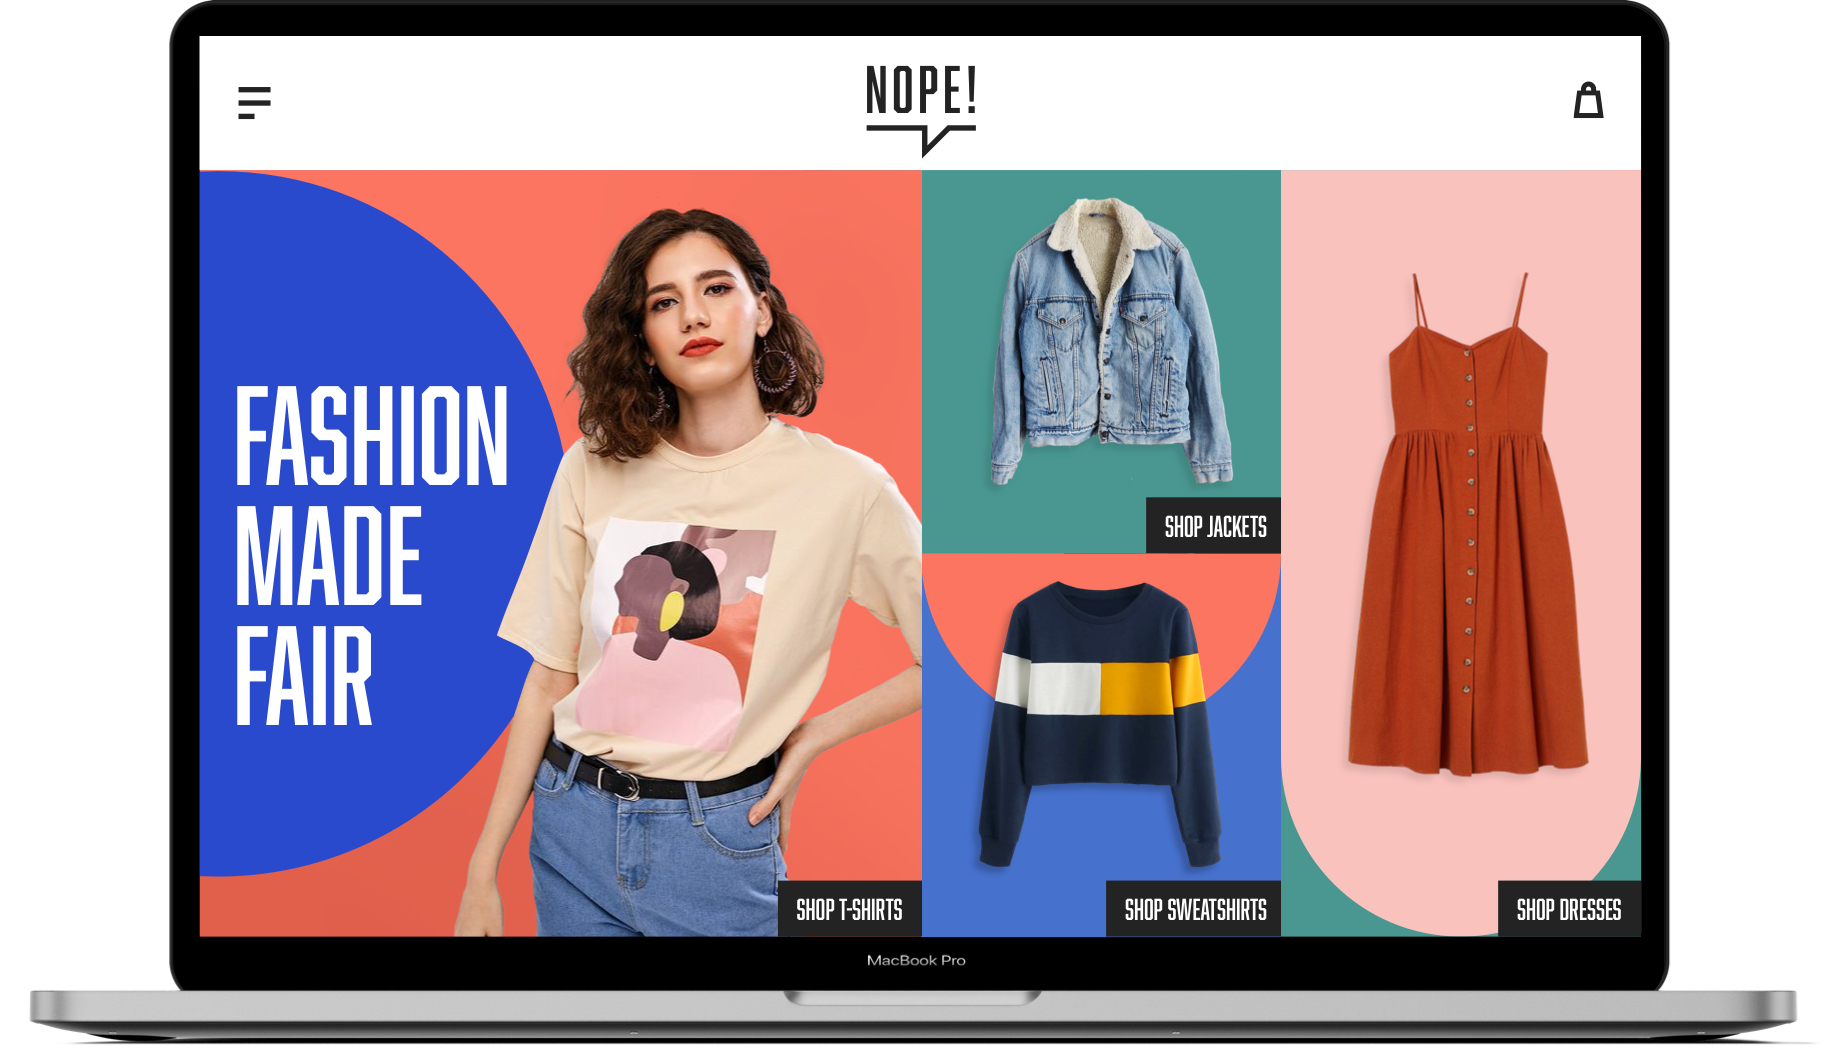 NOPE!
FASHION
MADE
FAIR
SHOP T-SHIRTS
SHOP JACKETS
SHOP SWEATSHIRTS
SHOP DRESSES
MacBook Pro